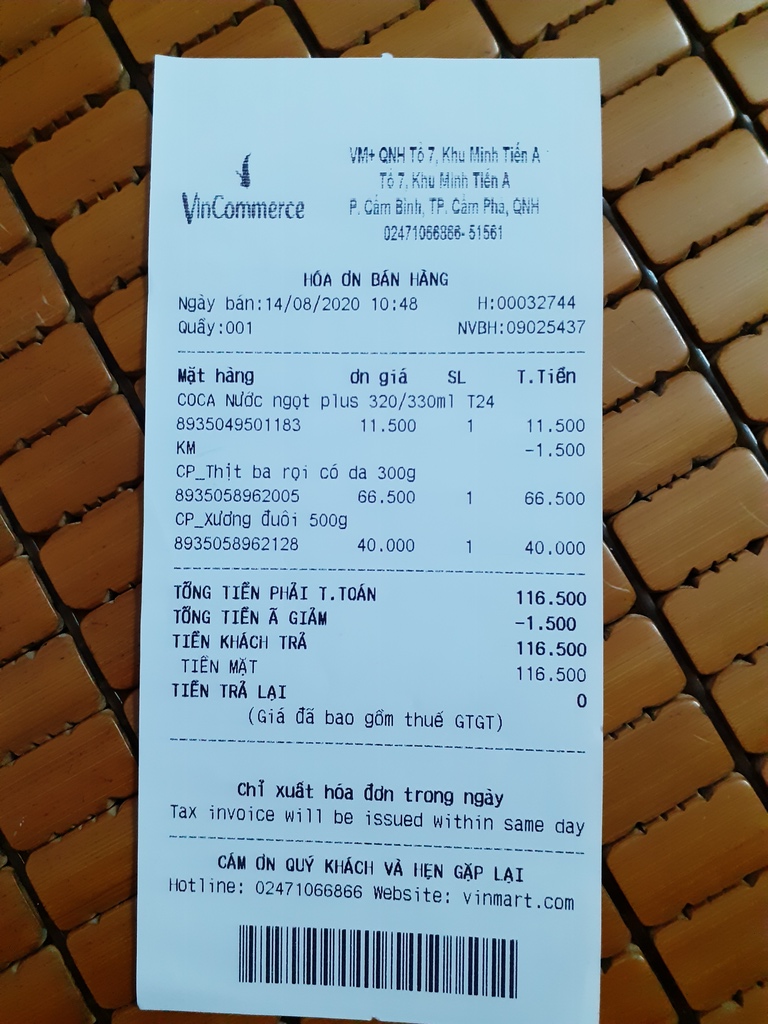 VinCommerce
VM+ QNH Tổ 7, Khu Minh Tiến A
Tổ 7, Khu Minh Tiến A
P. Cẩm Bình, TP. Cẩm Phả, QNH
02471066866-51561
HÓA ƠN BÁN HÀNG
Ngày bán:14/08/2020 10:48 H:00032744
Quầy:001 NVBH:09025437
Mặt hàng ơn giá SL T.Tiền
COCA Nước ngọt plus 320/330ml T24
8935049501183 11.500 1 11.500
KM -1.500
CP_Thịt ba rọi có da 300g
8935058962005 66.500 1 66.500
CP_Xương đuôi 500g
8935058962128 40.000 1 40.000
TỔNG TIỀN PHẢI T.TOÁN 116.500
TỔNG TIỀN Ã GIẢM -1.500
TIỀN KHÁCH TRẢ 116.500
TIỀN MẶT 116.500
TIỀN TRẢ LẠI 0
(Giá đã bao gồm thuế GTGT)
Chỉ xuất hóa đơn trong ngày
Tax invoice will be issued within same day
CÁM ƠN QUÝ KHÁCH VÀ HẸN GẶP LẠI
Hotline: 02471066866 Website: vinmart.com